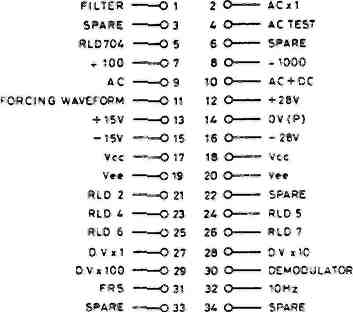 FILTER 1 2 AC x 1
SPARE 3 4 AC TEST
RLD704 5 6 SPARE
÷ 100 7 8 ÷ 1000
AC 9 10 AC + DC
FORCING WAVEFORM 11 12 + 28V
+ 15V 13 14 0V (P)
- 15V 15 16 - 28V
Vcc 17 18 Vcc
Vee 19 20 Vee
RLD 2 21 22 SPARE
RLD 4 23 24 RLD 5
RLD 6 25 26 RLD 7
D.V x 1 27 28 D.V x 10
D.V x 100 29 30 DEMODULATOR
FRS 31 32 10Hz
SPARE 33 34 SPARE